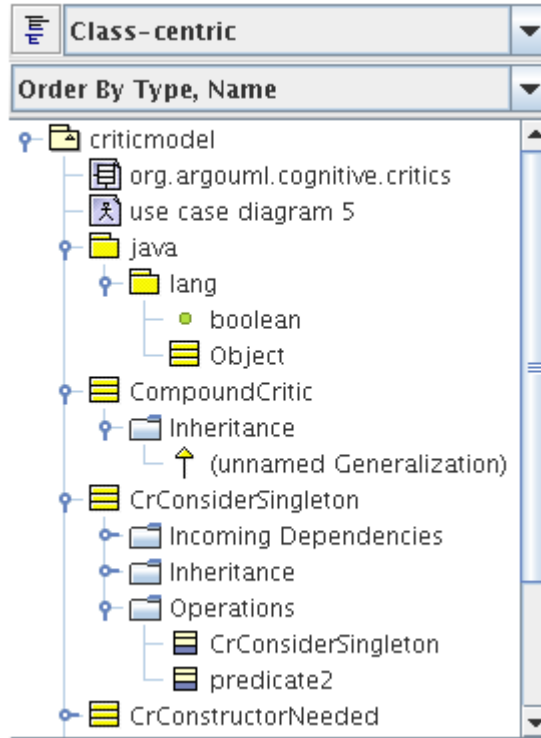 Class-centric
Order By Type, Name
criticmodel
org.argouml.cognitive.critics
use case diagram 5
java
lang
boolean
Object
CompoundCritic
Inheritance
(unnamed Generalization)
CrConsiderSingleton
Incoming Dependencies
Inheritance
Operations
CrConsiderSingleton
predicate2
CrConstructorNeeded